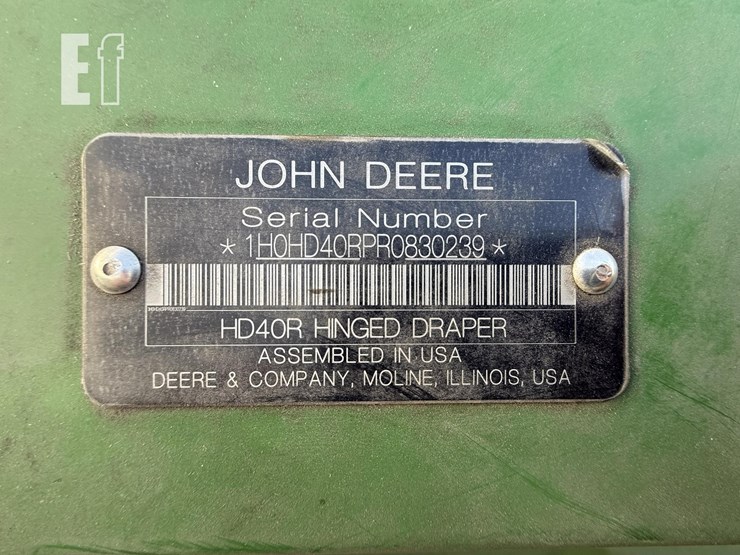 Ef
JOHN DEERE
Serial Number
*1H0HD40RPR0830239*
HD40R HINGED DRAPER
ASSEMBLED IN USA
DEERE & COMPANY, MOLINE, ILLINOIS, USA